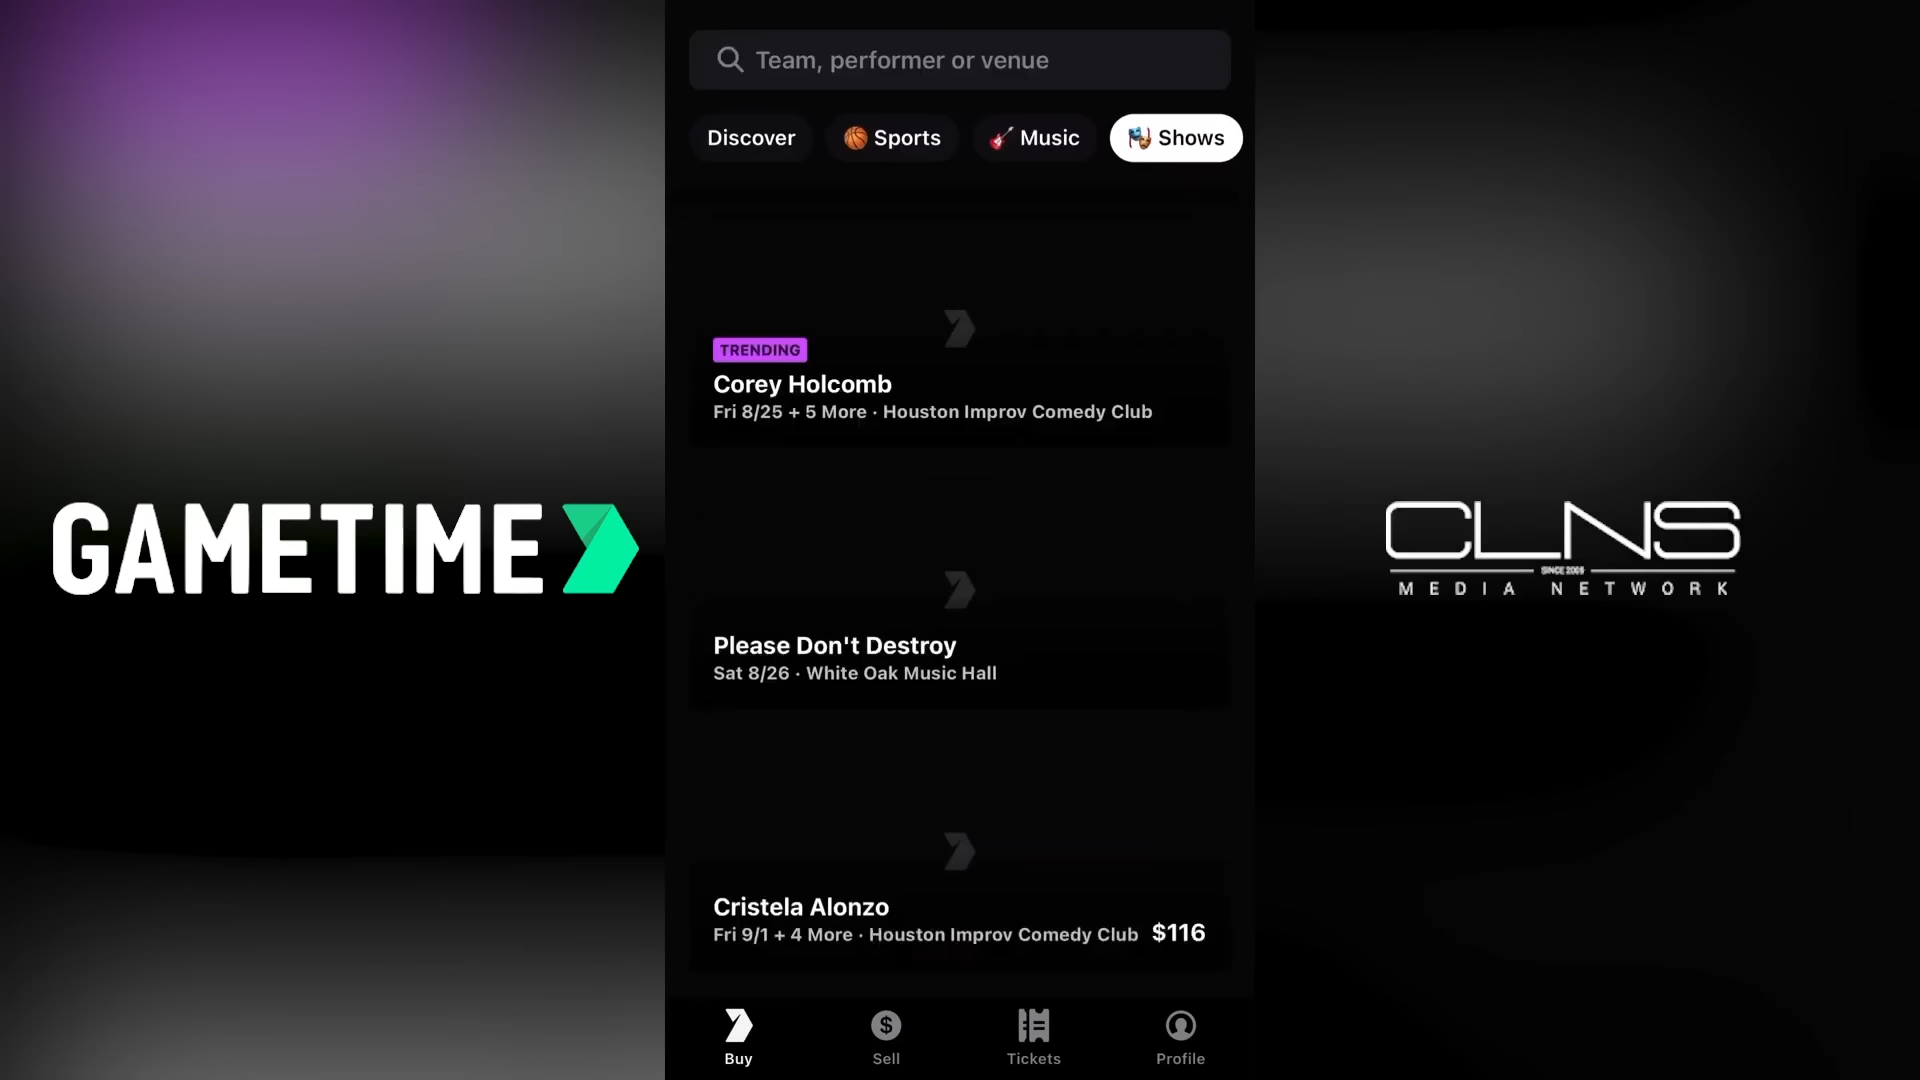 Team, performer or venue
Discover
Sports
Music
Shows
TRENDING
Corey Holcomb
Fri 8/25 + 5 More · Houston Improv Comedy Club
GAMETIME
CLNS
SINCE 2009
MEDIA NETWORK
Please Don't Destroy
Sat 8/26 · White Oak Music Hall
Cristela Alonzo
Fri 9/1 + 4 More · Houston Improv Comedy Club $116
Buy
Sell
Tickets
Profile